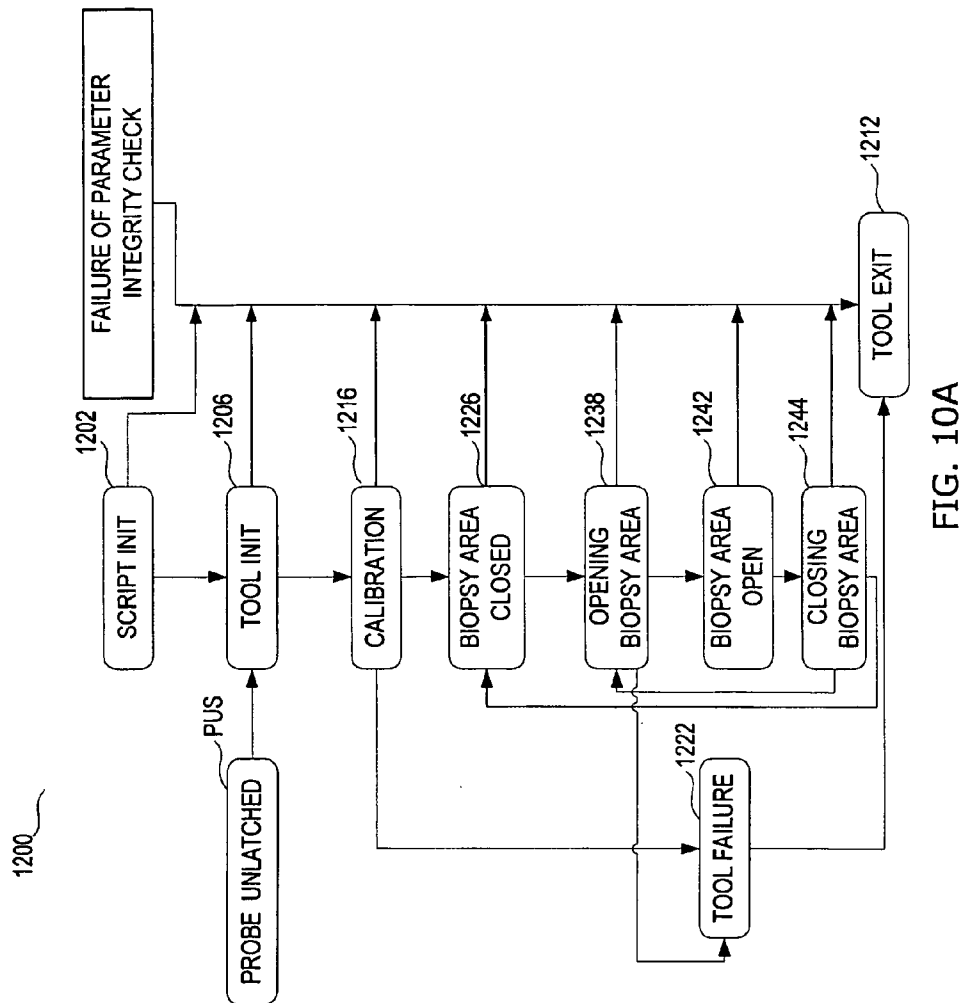 1200
FAILURE OF PARAMETER
INTEGRITY CHECK
1202
SCRIPT INIT
PUS
PROBE UNLATCHED
1206
TOOL INIT
1216
CALIBRATION
1226
BIOPSY AREA
CLOSED
1238
OPENING
BIOPSY AREA
1222
TOOL FAILURE
1242
BIOPSY AREA
OPEN
1244
CLOSING
BIOPSY AREA
1212
TOOL EXIT
FIG. 10A